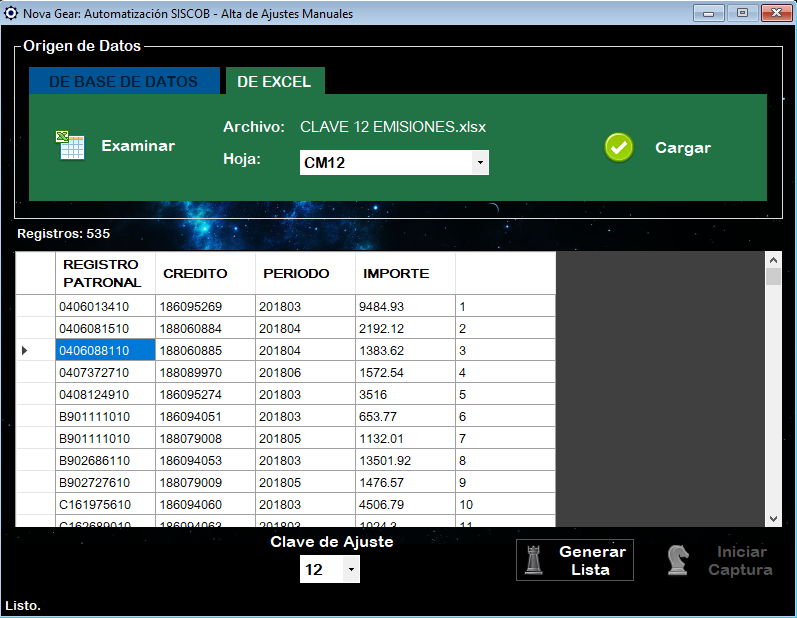 Nova Gear: Automatización SISCOB - Alta de Ajustes Manuales
Origen de Datos
DE BASE DE DATOS DE EXCEL
Examinar
Archivo: CLAVE 12 EMISIONES.xlsx
Hoja: CM12
Cargar
Registros: 535
REGISTRO PATRONAL CREDITO PERIODO IMPORTE
0406013410 186095269 201803 9484.93 1
0406081510 188060884 201804 2192.12 2
0406088110 188060885 201804 1383.62 3
0407372710 188089970 201806 1572.54 4
0408124910 186095274 201803 3516 5
B901111010 186094051 201803 653.77 6
B901111010 188079008 201805 1132.01 7
B902686110 186094053 201803 13501.92 8
B902727610 188079009 201805 1476.57 9
C161975610 186094060 201803 4506.79 10
C162689010 186094063 201803 1024.3 11
Clave de Ajuste
12
Generar Lista
Iniciar Captura
Listo.